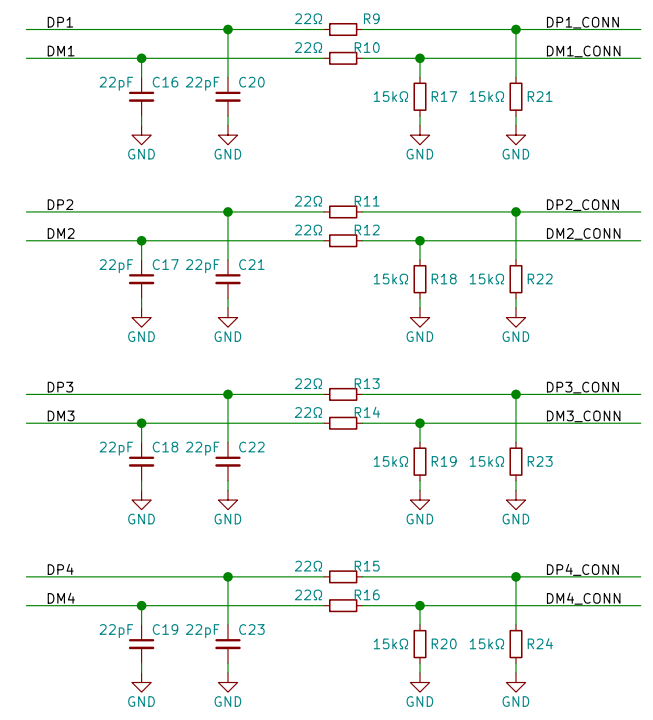 22Ω R9
DP1 DP1_CONN
22Ω R10
DM1 DM1_CONN
22pF C16 22pF C20
15kΩ R17 15kΩ R21
GND GND GND GND
22Ω R11
DP2 DP2_CONN
22Ω R12
DM2 DM2_CONN
22pF C17 22pF C21
15kΩ R18 15kΩ R22
GND GND GND GND
22Ω R13
DP3 DP3_CONN
22Ω R14
DM3 DM3_CONN
22pF C18 22pF C22
15kΩ R19 15kΩ R23
GND GND GND GND
22Ω R15
DP4 DP4_CONN
22Ω R16
DM4 DM4_CONN
22pF C19 22pF C23
15kΩ R20 15kΩ R24
GND GND GND GND